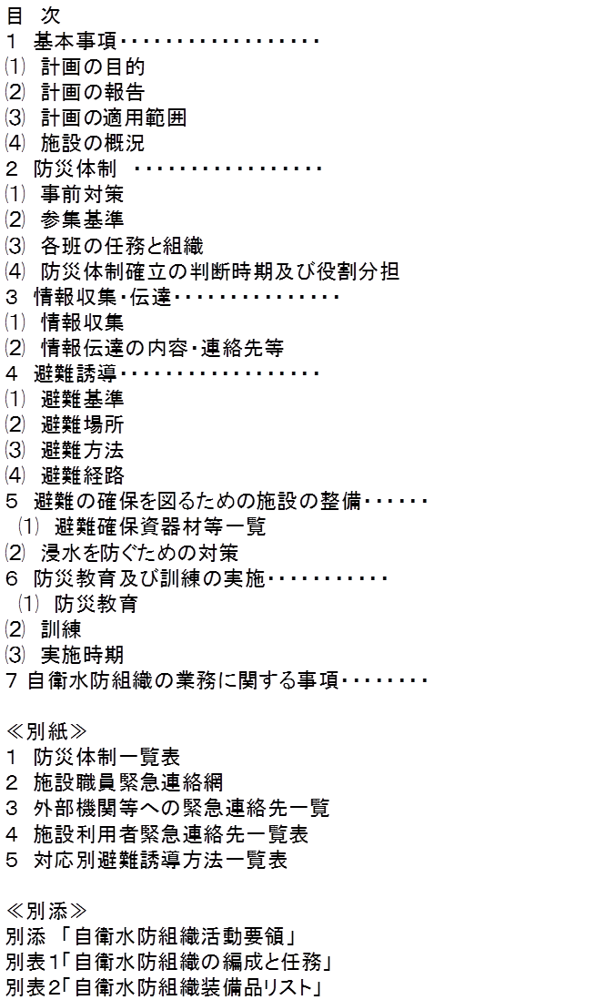 目　次
１　基本事項・・・・・・・・・・・・・・・・・・
⑴　計画の目的
⑵　計画の報告
⑶　計画の適用範囲
⑷　施設の概況
２　防災体制　・・・・・・・・・・・・・・・・・
⑴　事前対策
⑵　参集基準
⑶　各班の任務と組織
⑷　防災体制確立の判断時期及び役割分担
３　情報収集・伝達・・・・・・・・・・・・・・・
⑴　情報収集
⑵　情報伝達の内容・連絡先等
４　避難誘導・・・・・・・・・・・・・・・・・・
⑴　避難基準
⑵　避難場所
⑶　避難方法
⑷　避難経路
５　避難の確保を図るための施設の整備・・・・・・
　⑴　避難確保資器材等一覧
⑵　浸水を防ぐための対策
６　防災教育及び訓練の実施・・・・・・・・・・・
　⑴　防災教育
⑵　訓練
⑶　実施時期
７ 自衛水防組織の業務に関する事項・・・・・・・・
≪別紙≫
１　防災体制一覧表
２　施設職員緊急連絡網
３　外部機関等への緊急連絡先一覧
４　施設利用者緊急連絡先一覧表
５　対応別避難誘導方法一覧表
≪別添≫
別添　「自衛水防組織活動要領」
別表１「自衛水防組織の編成と任務」
別表２「自衛水防組織装備品リスト」